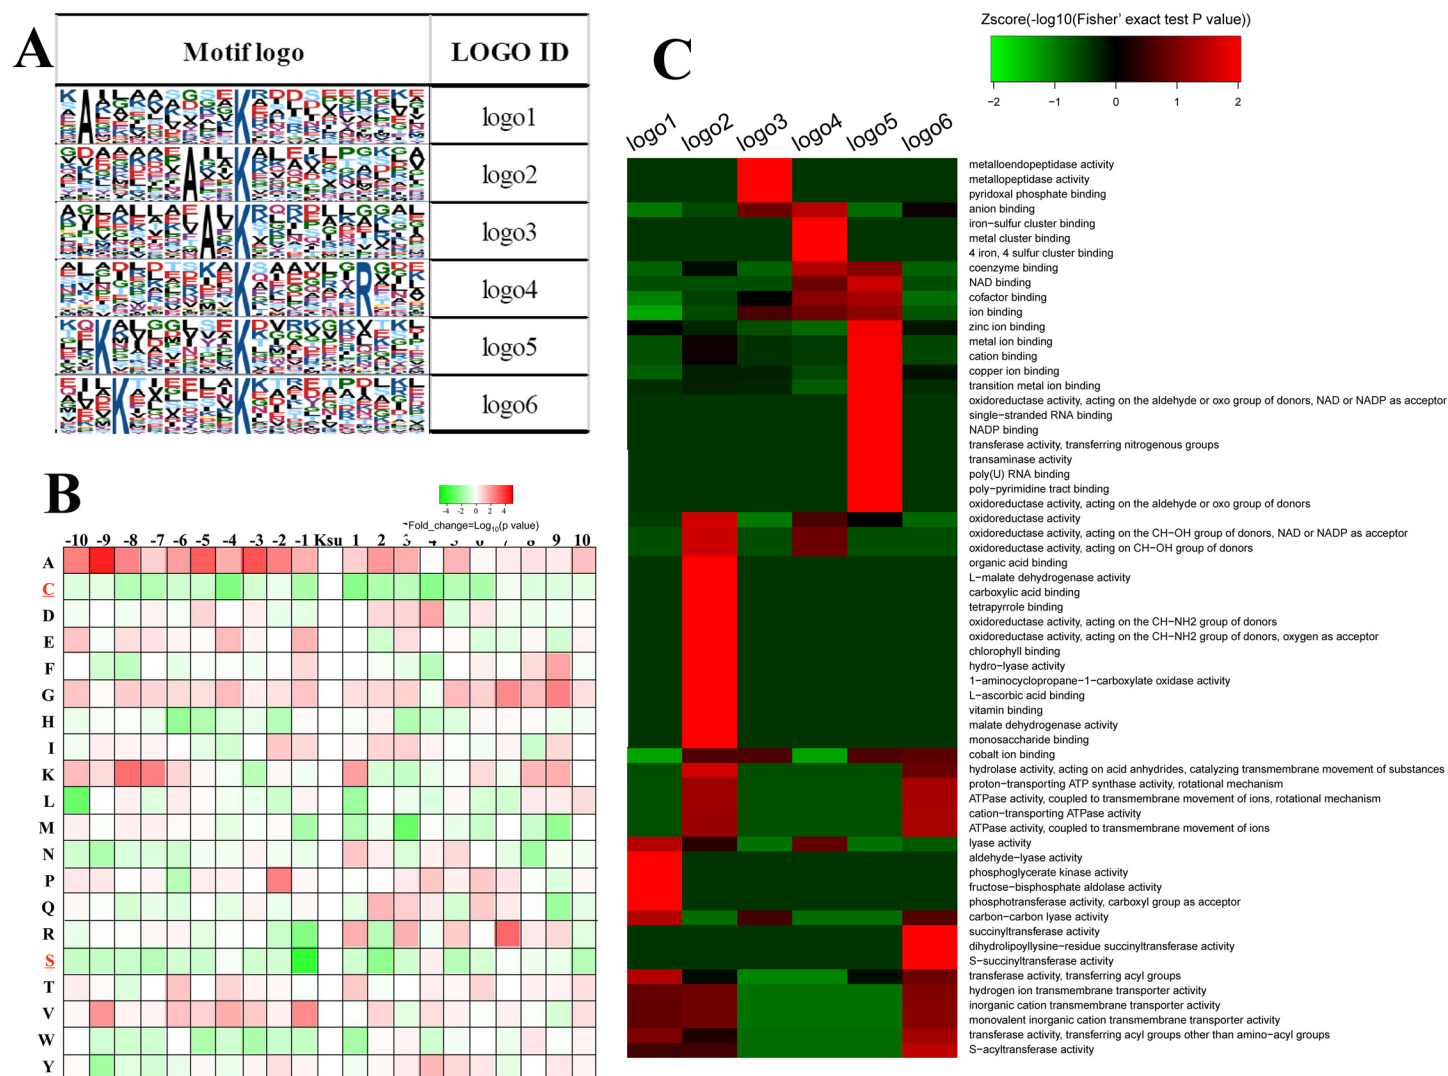 A
Motif logo LOGO ID
logo1
logo2
logo3
logo4
logo5
logo6
B
-4 -2 0 2 4
Fold_change=Log10(p value)
-10 -9 -8 -7 -6 -5 -4 -3 -2 -1 Ksu 1 2 3 4 5 6 7 8 9 10
A
C
D
E
F
G
H
I
K
L
M
N
P
Q
R
S
T
V
W
Y
C
Zscore(-log10(Fisher' exact test P value))
−2 −1 0 1 2
logo1 logo2 logo3 logo4 logo5 logo6
metalloendopeptidase activity
metallopeptidase activity
pyridoxal phosphate binding
anion binding
iron−sulfur cluster binding
metal cluster binding
4 iron, 4 sulfur cluster binding
coenzyme binding
NAD binding
cofactor binding
ion binding
zinc ion binding
metal ion binding
cation binding
copper ion binding
transition metal ion binding
oxidoreductase activity, acting on the aldehyde or oxo group of donors, NAD or NADP as acceptor
single−stranded RNA binding
NADP binding
transferase activity, transferring nitrogenous groups
transaminase activity
poly(U) RNA binding
poly−pyrimidine tract binding
oxidoreductase activity, acting on the aldehyde or oxo group of donors
oxidoreductase activity
oxidoreductase activity, acting on the CH−OH group of donors, NAD or NADP as acceptor
oxidoreductase activity, acting on CH−OH group of donors
organic acid binding
L−malate dehydrogenase activity
carboxylic acid binding
tetrapyrrole binding
oxidoreductase activity, acting on the CH−NH2 group of donors
oxidoreductase activity, acting on the CH−NH2 group of donors, oxygen as acceptor
chlorophyll binding
hydro−lyase activity
1−aminocyclopropane−1−carboxylate oxidase activity
L−ascorbic acid binding
vitamin binding
malate dehydrogenase activity
monosaccharide binding
cobalt ion binding
hydrolase activity, acting on acid anhydrides, catalyzing transmembrane movement of substances
proton−transporting ATP synthase activity, rotational mechanism
ATPase activity, coupled to transmembrane movement of ions, rotational mechanism
cation−transporting ATPase activity
ATPase activity, coupled to transmembrane movement of ions
lyase activity
aldehyde−lyase activity
phosphoglycerate kinase activity
fructose−bisphosphate aldolase activity
phosphotransferase activity, carboxyl group as acceptor
carbon−carbon lyase activity
succinyltransferase activity
dihydrolipoyllysine−residue succinyltransferase activity
S−succinyltransferase activity
transferase activity, transferring acyl groups
hydrogen ion transmembrane transporter activity
inorganic cation transmembrane transporter activity
monovalent inorganic cation transmembrane transporter activity
transferase activity, transferring acyl groups other than amino−acyl groups
S−acyltransferase activity